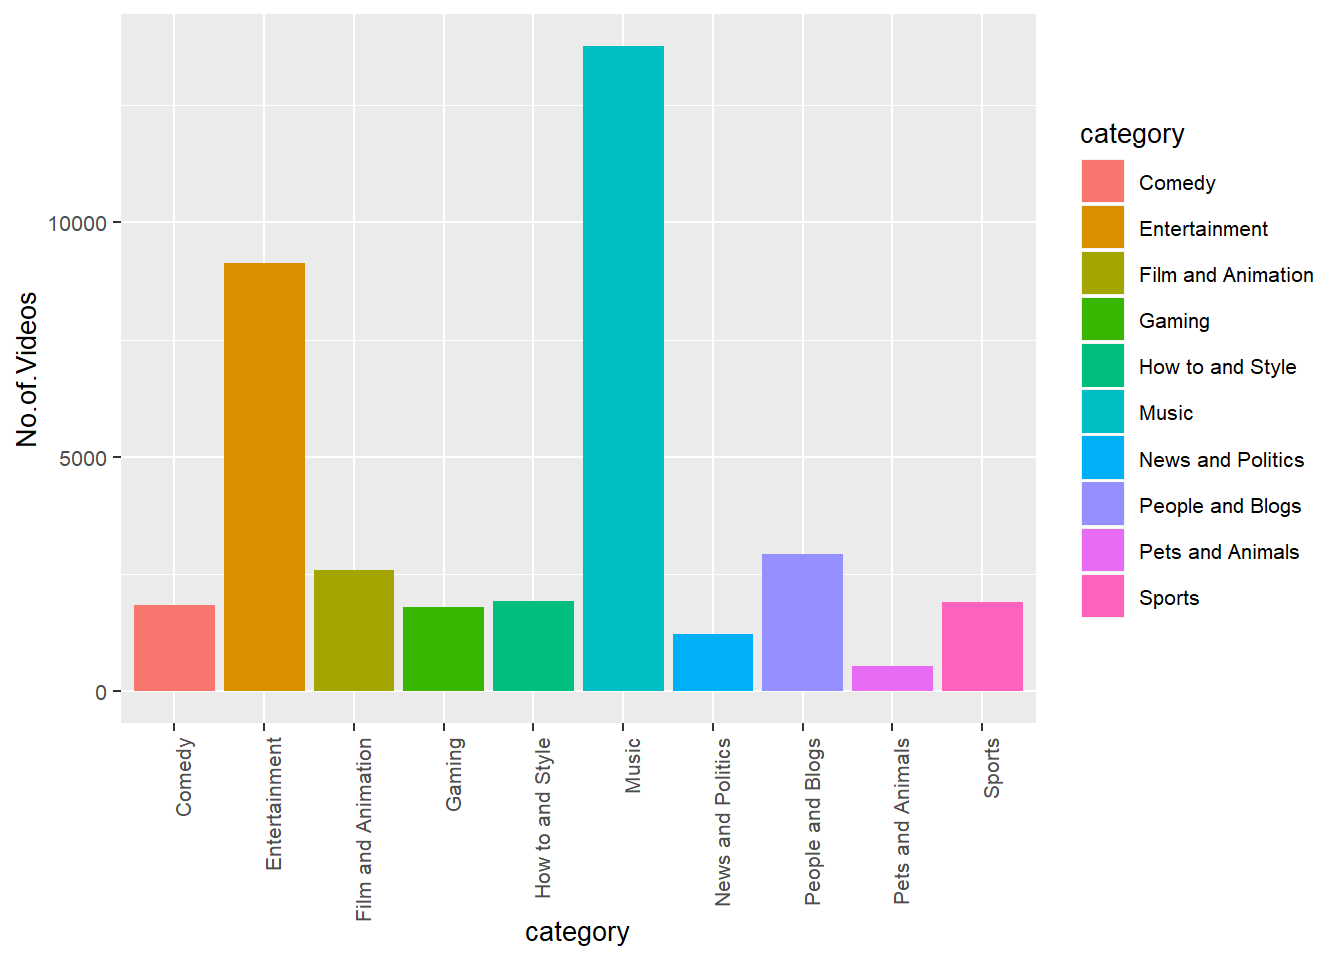 No.of.Videos
10000
5000
0
Comedy
Entertainment
Film and Animation
Gaming
How to and Style
Music
News and Politics
People and Blogs
Pets and Animals
Sports
category
category
Comedy
Entertainment
Film and Animation
Gaming
How to and Style
Music
News and Politics
People and Blogs
Pets and Animals
Sports